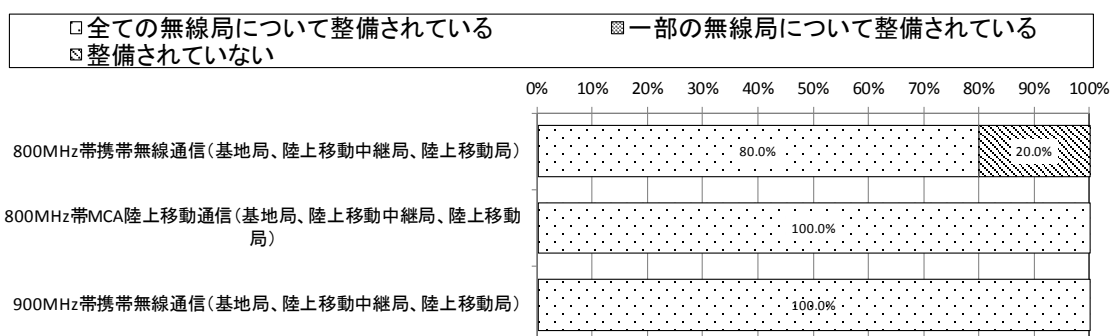 全ての無線局について整備されている 一部の無線局について整備されている
整備されていない
0% 10% 20% 30% 40% 50% 60% 70% 80% 90% 100%
800MHz帯携帯無線通信(基地局、陸上移動中継局、陸上移動局)
80.0% 20.0%
800MHz帯MCA陸上移動通信(基地局、陸上移動中継局、陸上移動
局)
100.0%
900MHz帯携帯無線通信(基地局、陸上移動中継局、陸上移動局)
100.0%